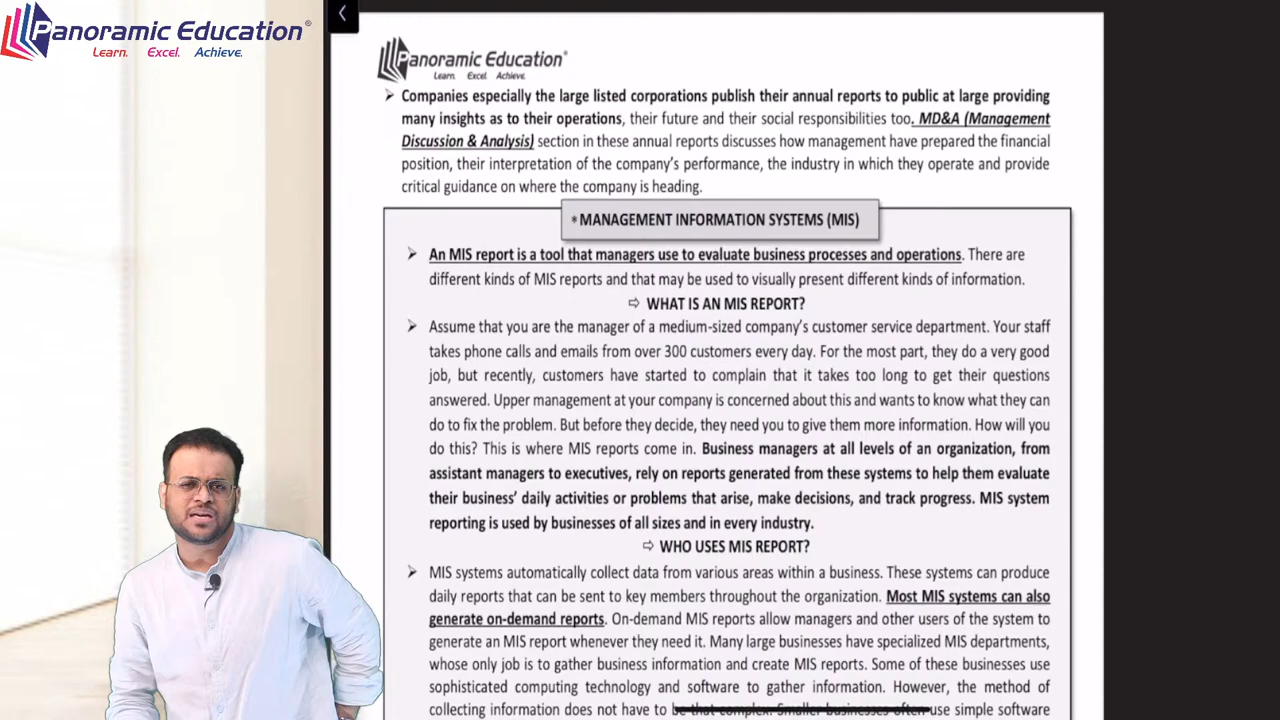 Panoramic Education®
Learn. Excel. Achieve.
Panoramic Education®
Learn. Excel. Achieve.
➢ Companies especially the large listed corporations publish their annual reports to public at large providing
many insights as to their operations, their future and their social responsibilities too. MD&A (Management
Discussion & Analysis) section in these annual reports discusses how management have prepared the financial
position, their interpretation of the company's performance, the industry in which they operate and provide
critical guidance on where the company is heading.
*MANAGEMENT INFORMATION SYSTEMS (MIS)
➢ An MIS report is a tool that managers use to evaluate business processes and operations. There are
different kinds of MIS reports and that may be used to visually present different kinds of information.
⇨ WHAT IS AN MIS REPORT?
➢ Assume that you are the manager of a medium-sized company's customer service department. Your staff
takes phone calls and emails from over 300 customers every day. For the most part, they do a very good
job, but recently, customers have started to complain that it takes too long to get their questions
answered. Upper management at your company is concerned about this and wants to know what they can
do to fix the problem. But before they decide, they need you to give them more information. How will you
do this? This is where MIS reports come in. Business managers at all levels of an organization, from
assistant managers to executives, rely on reports generated from these systems to help them evaluate
their business' daily activities or problems that arise, make decisions, and track progress. MIS system
reporting is used by businesses of all sizes and in every industry.
⇨ WHO USES MIS REPORT?
➢ MIS systems automatically collect data from various areas within a business. These systems can produce
daily reports that can be sent to key members throughout the organization. Most MIS systems can also
generate on-demand reports. On-demand MIS reports allow managers and other users of the system to
generate an MIS report whenever they need it. Many large businesses have specialized MIS departments,
whose only job is to gather business information and create MIS reports. Some of these businesses use
sophisticated computing technology and software to gather information. However, the method of
collecting information does not have to be that complex. Smaller businesses often use simple software